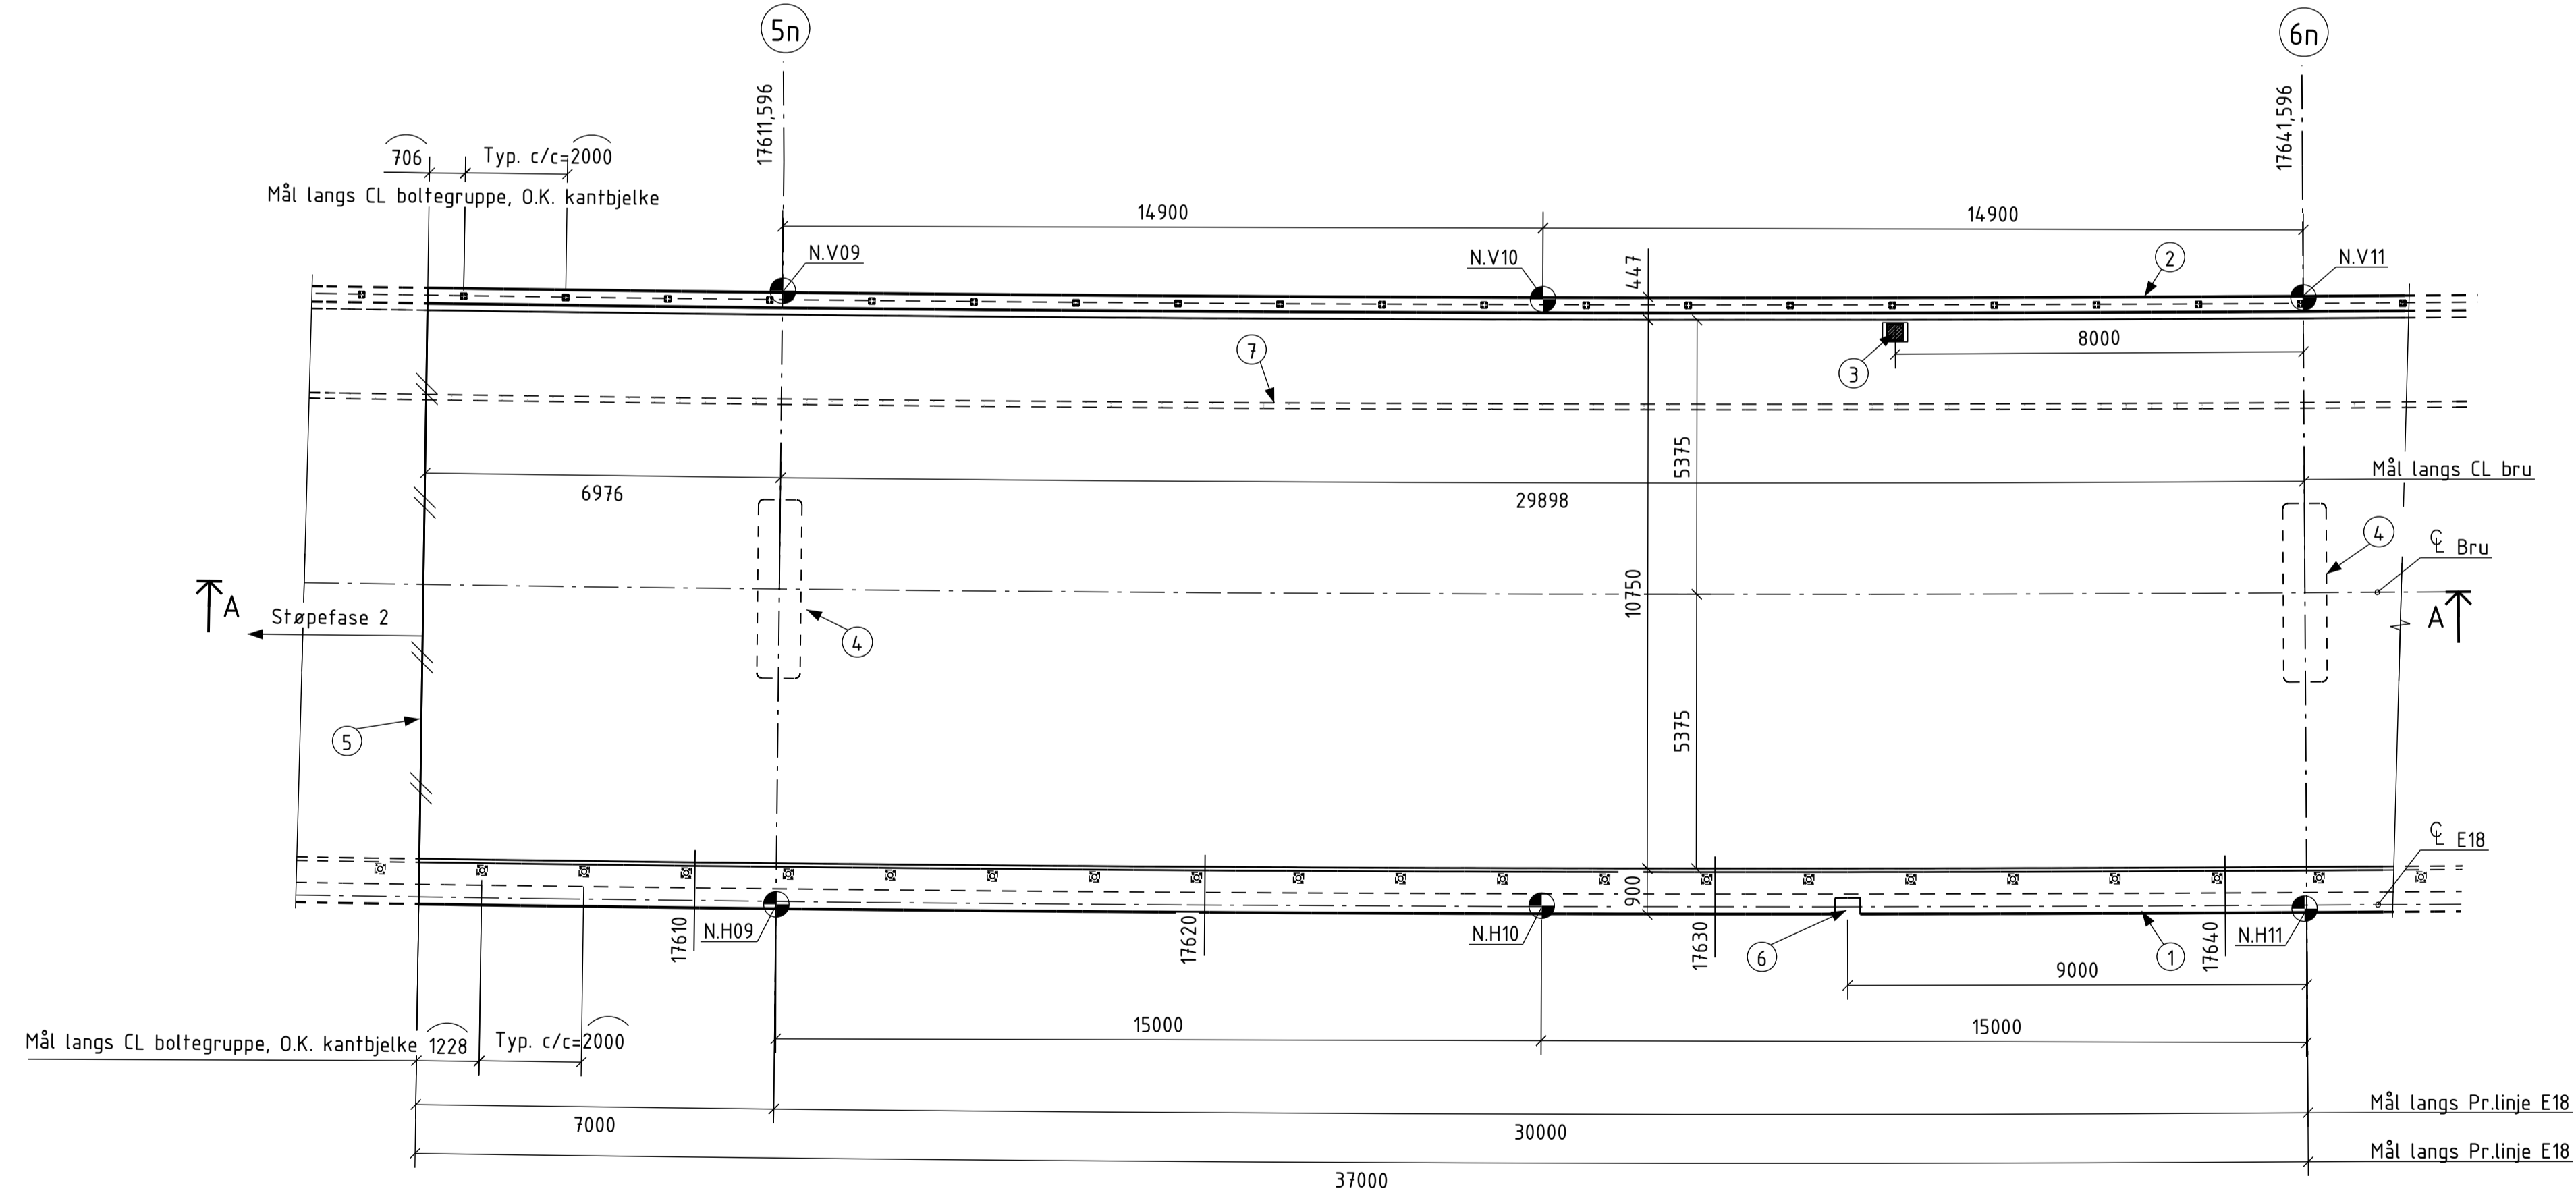 5n
6n
17611,596
17641,596
706
Typ. c/c=2000
Mål langs CL boltegruppe, O.K. kantbjelke
14900
14900
N.V09
N.V10
447
2
N.V11
7
3
8000
5375
Mål langs CL bru
6976
29898
4
℄ Bru
10750
A
Støpefase 2
4
A
5
5375
℄ E18
900
17610
N.H09
17620
N.H10
17630
6
17640
N.H11
1
9000
15000
15000
Mål langs CL boltegruppe, O.K. kantbjelke 1228
Typ. c/c=2000
Mål langs Pr.linje E18
7000
30000
Mål langs Pr.linje E18
37000